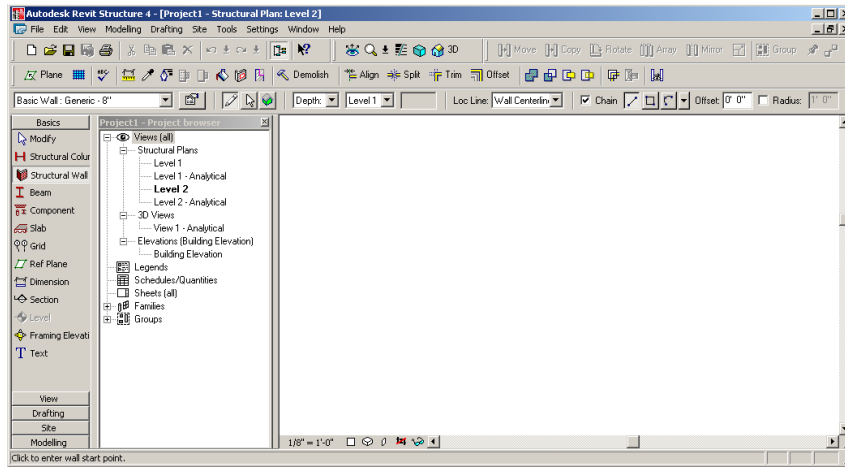 Autodesk Revit Structure 4 - [Project1 - Structural Plan: Level 2]
File Edit View Modelling Drafting Site Tools Settings Window Help
3D Move Copy Rotate Array Mirror Group
Plane Demolish Align Split Trim Offset
Basic Wall : Generic - 8" Depth: Level 1 Loc Line: Wall Centerline Chain Offset: 0' 0" Radius: 1' 0"
Basics
Modify
Structural Colur
Structural Wall
Beam
Component
Slab
Grid
Ref Plane
Dimension
Section
Level
Framing Elevati
Text
View
Drafting
Site
Modelling
Project1 - Project browser
Views (all)
Structural Plans
Level 1
Level 1 - Analytical
Level 2
Level 2 - Analytical
3D Views
View 1 - Analytical
Elevations (Building Elevation)
Building Elevation
Legends
Schedules/Quantities
Sheets (all)
Families
Groups
1/8" = 1'-0"
Click to enter wall start point.